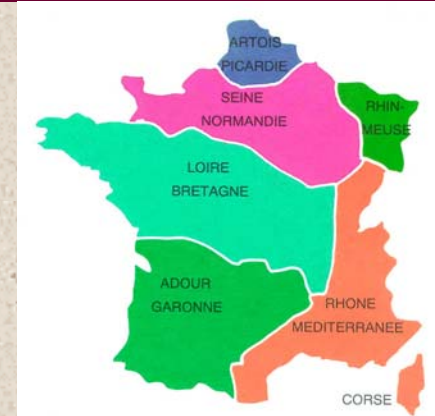 ARTOIS
PICARDIE
SEINE
NORMANDIE
RHIN-
MEUSE
LOIRE
BRETAGNE
ADOUR
GARONNE
RHONE
MEDITERRANEE
CORSE